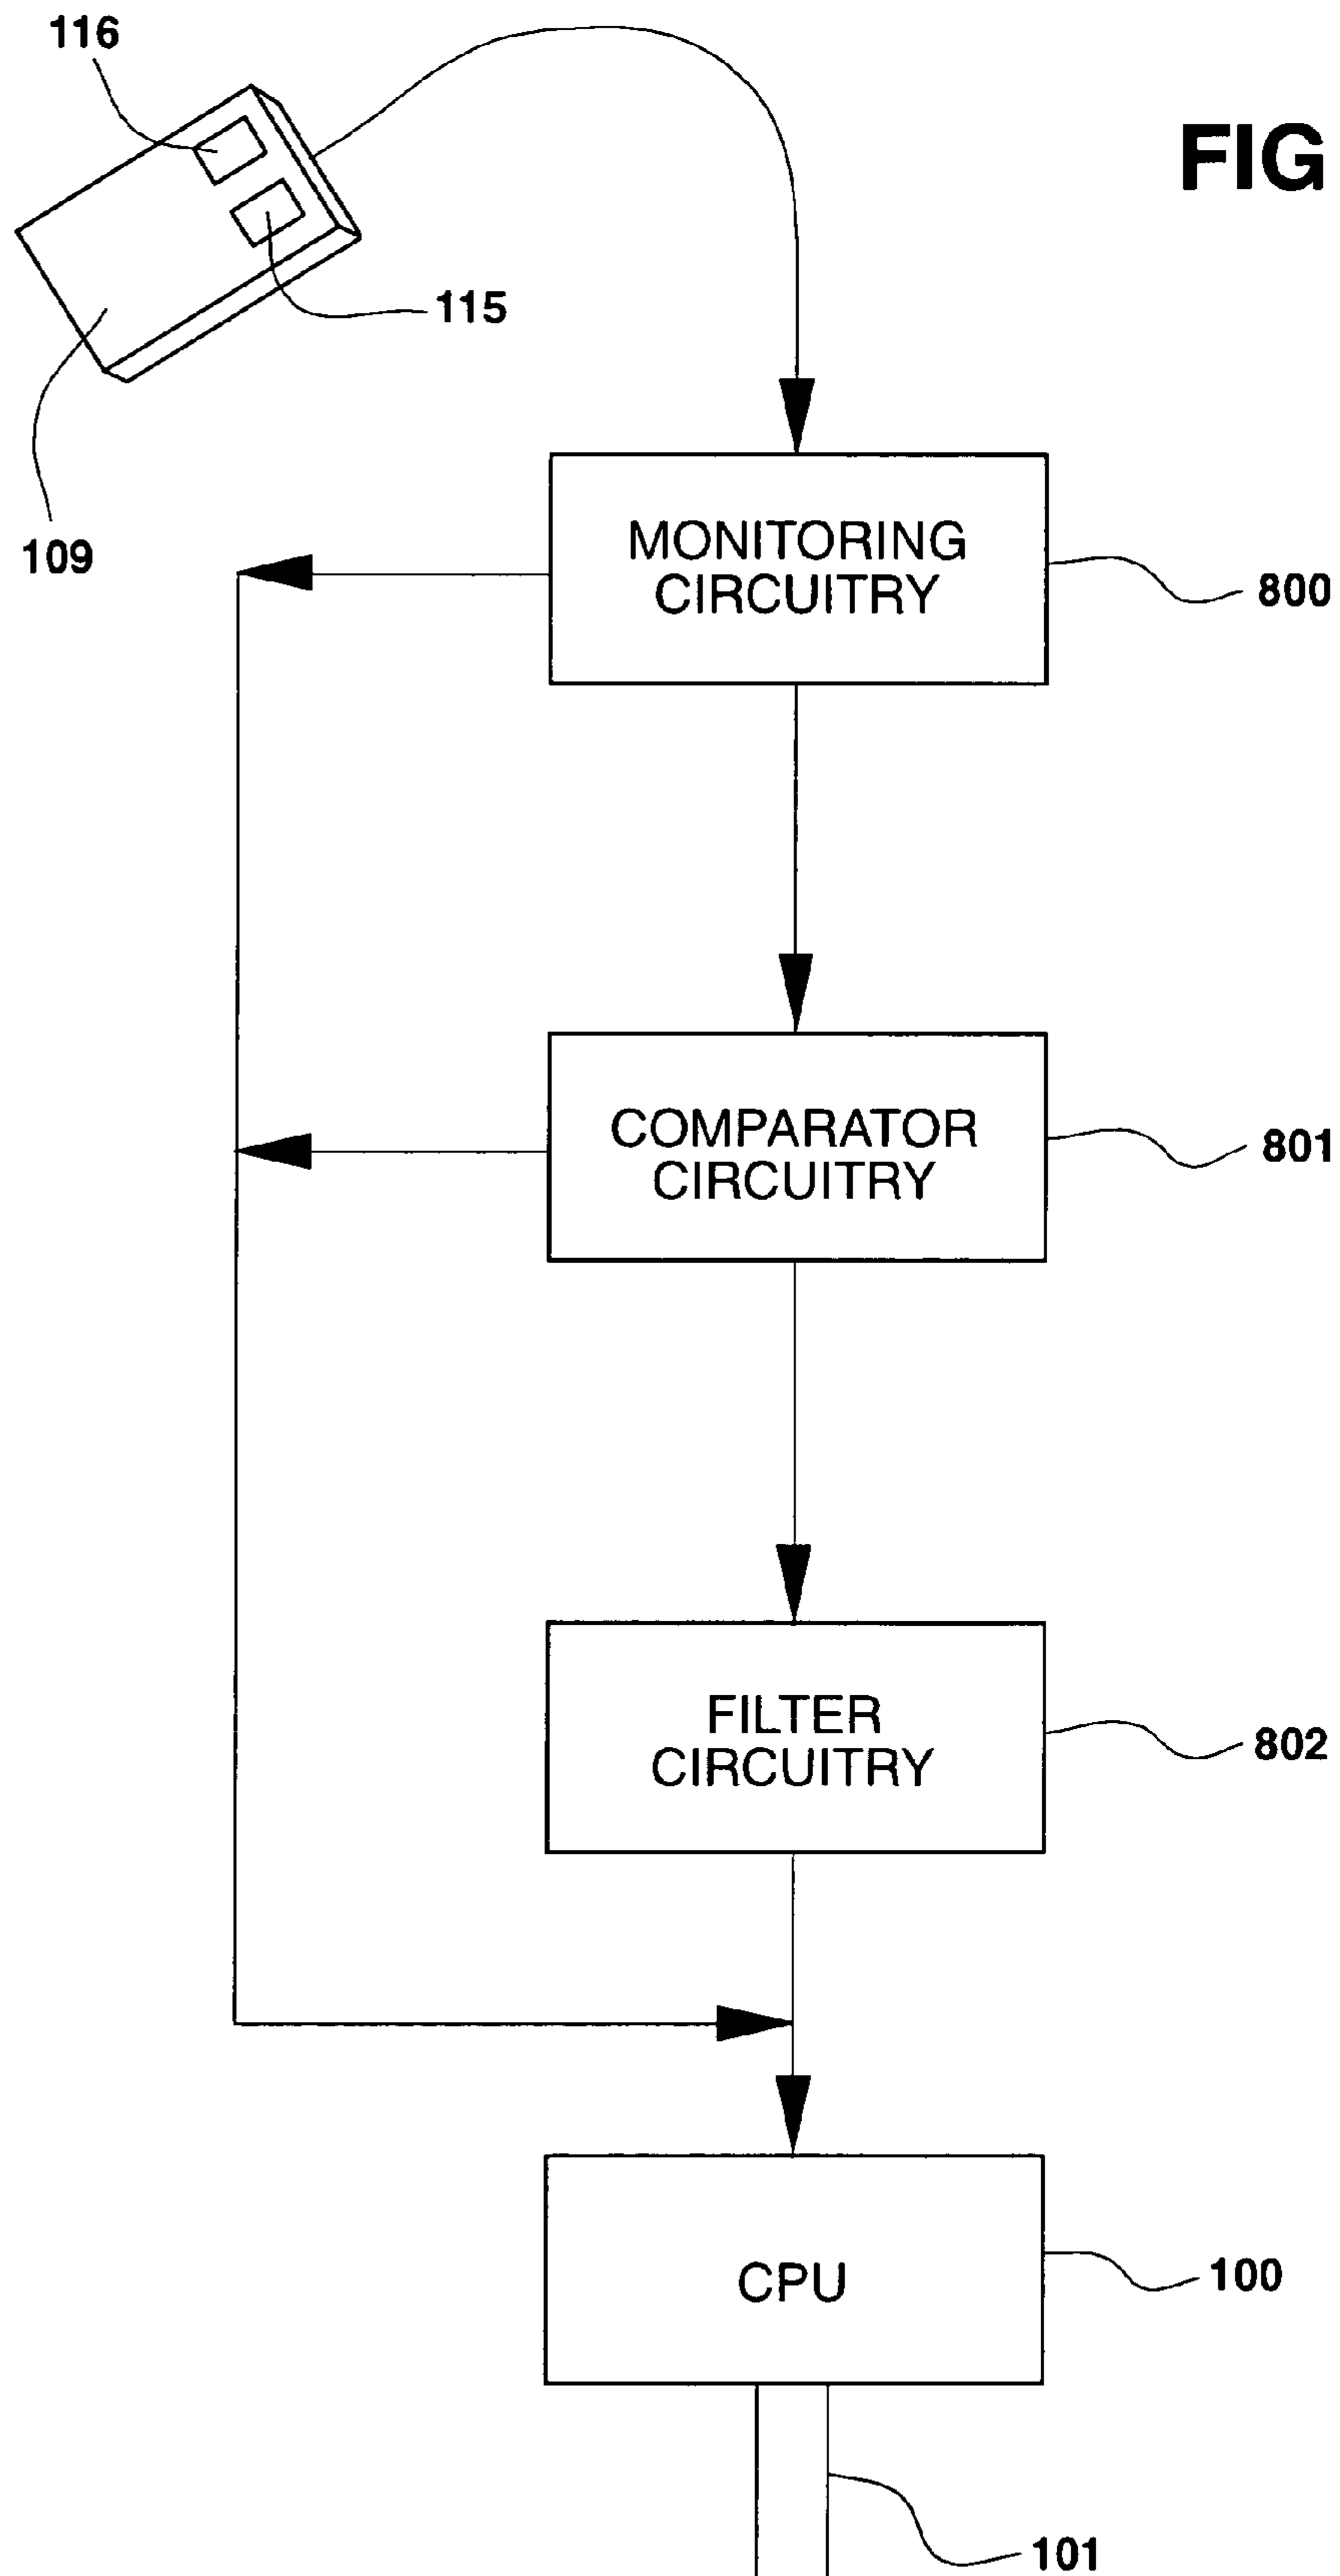 116
FIG
115
109
MONITORING
CIRCUITRY
800
COMPARATOR
CIRCUITRY
801
FILTER
CIRCUITRY
802
CPU
100
101